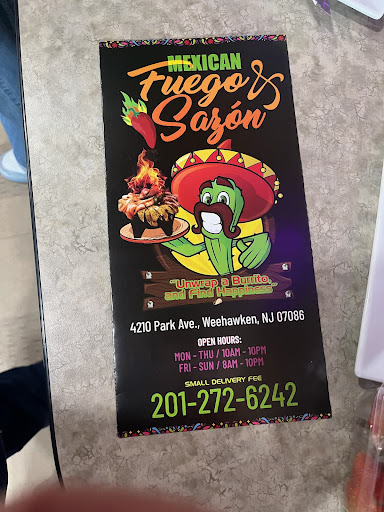 MEXICAN
Fuego &
Sazón
"Unwrap a Burrito,
and Find Happiness"
4210 Park Ave., Weehawken, NJ 07086
OPEN HOURS:
MON - THU / 10AM - 10PM
FRI - SUN / 8AM - 10PM
SMALL DELIVERY FEE
201-272-6242